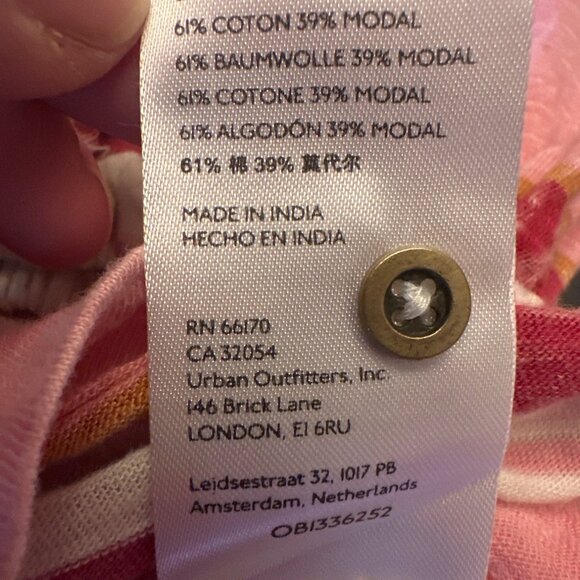 61% COTON 39% MODAL
61% BAUMWOLLE 39% MODAL
61% COTONE 39% MODAL
61% ALGODÓN 39% MODAL
61% 棉 39% 莫代尔
MADE IN INDIA
HECHO EN INDIA
RN 66170
CA 32054
Urban Outfitters, Inc.
146 Brick Lane
LONDON, E1 6RU
Leidsestraat 32, 1017 PB
Amsterdam, Netherlands
OB1336252